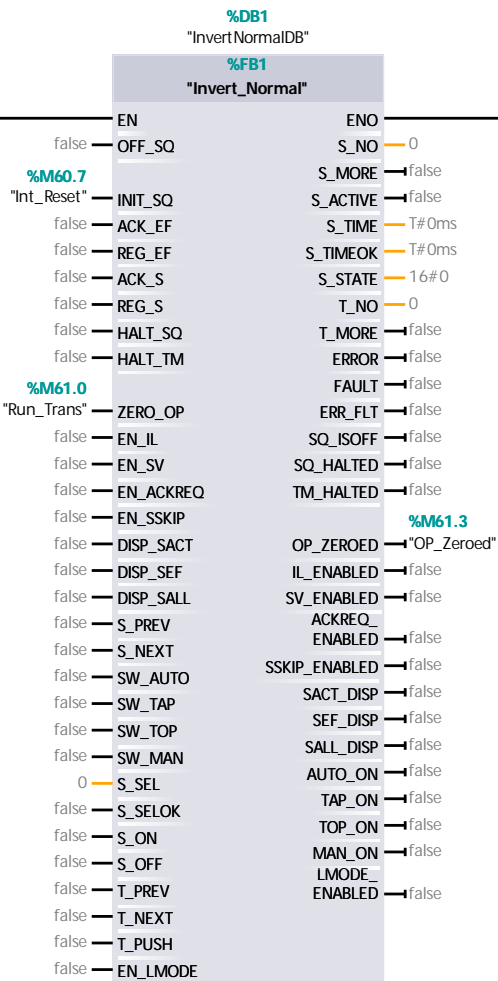 %DB1
"InvertNormalDB"
%FB1
"Invert_Normal"
EN ENO
false OFF_SQ S_NO 0
S_MORE false
%M60.7
"Int_Reset" INIT_SQ S_ACTIVE false
false ACK_EF S_TIME T#0ms
false REG_EF S_TIMEOK T#0ms
false ACK_S S_STATE 16#0
false REG_S T_NO 0
false HALT_SQ T_MORE false
false HALT_TM ERROR false
FAULT false
%M61.0
"Run_Trans" ZERO_OP ERR_FLT false
false EN_IL SQ_ISOFF false
false EN_SV SQ_HALTED false
false EN_ACKREQ TM_HALTED false
false EN_SSKIP %M61.3
false DISP_SACT OP_ZEROED "OP_Zeroed"
false DISP_SEF IL_ENABLED false
false DISP_SALL SV_ENABLED false
false S_PREV ACKREQ_
ENABLED false
false S_NEXT
SSKIP_ENABLED false
false SW_AUTO
SACT_DISP false
false SW_TAP
SEF_DISP false
false SW_TOP
SALL_DISP false
false SW_MAN
AUTO_ON false
0 S_SEL
TAP_ON false
false S_SELOK
TOP_ON false
false S_ON
MAN_ON false
false S_OFF
LMODE_
false T_PREV ENABLED false
false T_NEXT
false T_PUSH
false EN_LMODE